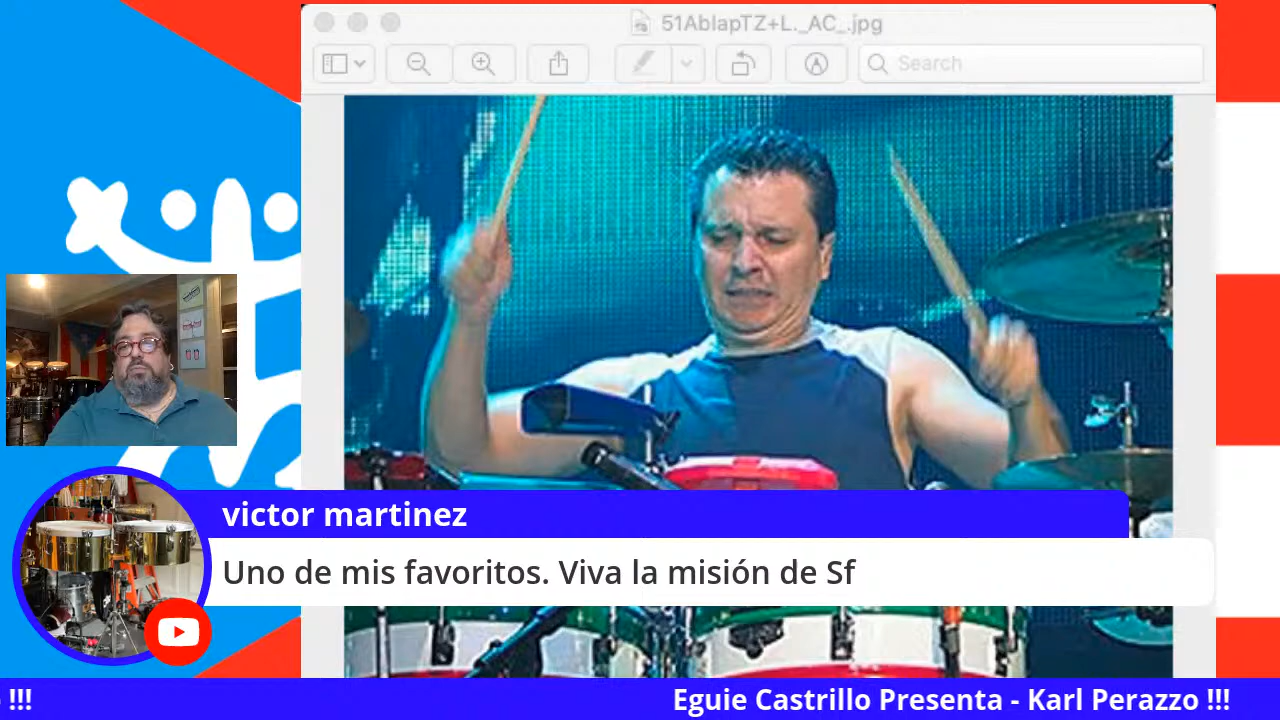 51AblapTZ+L._AC_.jpg
Search
victor martinez
Uno de mis favoritos. Viva la misión de Sf
!!!
Eguie Castrillo Presenta - Karl Perazzo !!!